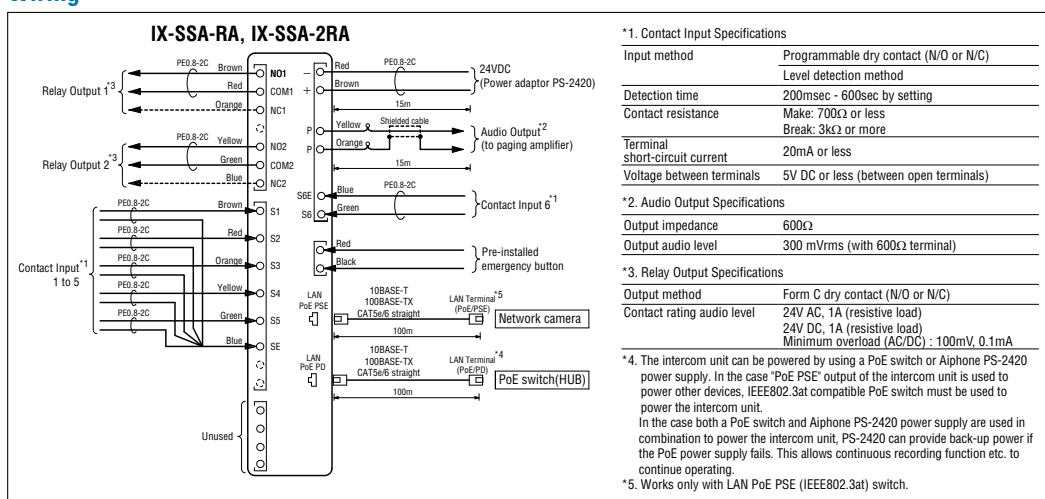 Wiring
IX-SSA-RA, IX-SSA-2RA
PE0.8-2C
Brown
NO1
Relay Output 1*3
Red
COM1
Orange
NC1
PE0.8-2C
Yellow
NO2
Relay Output 2*3
Green
COM2
Blue
NC2
PE0.8-2C
Brown
S1
PE0.8-2C
Red
S2
PE0.8-2C
Orange
S3
Contact Input*1
1 to 5
PE0.8-2C
Yellow
S4
PE0.8-2C
Green
S5
Blue
SE
Unused
−
Red
PE0.8-2C
24VDC
(Power adaptor PS-2420)
+
Brown
15m
P
Yellow
Shielded cable
Audio Output*2
(to paging amplifier)
P
Orange
15m
S6E
Blue
PE0.8-2C
Contact Input 6*1
S6
Green
Red
Pre-installed
emergency button
Black
LAN
PoE PSE
10BASE-T
100BASE-TX
CAT5e/6 straight
LAN Terminal*5
(PoE/PSE)
Network camera
100m
LAN
PoE PD
10BASE-T
100BASE-TX
CAT5e/6 straight
LAN Terminal*4
(PoE/PD)
PoE switch(HUB)
100m
*1. Contact Input Specifications
Input method Programmable dry contact (N/O or N/C)
Level detection method
Detection time 200msec - 600sec by setting
Contact resistance Make: 700Ω or less
Break: 3kΩ or more
Terminal
short-circuit current 20mA or less
Voltage between terminals 5V DC or less (between open terminals)
*2. Audio Output Specifications
Output impedance 600Ω
Output audio level 300 mVrms (with 600Ω terminal)
*3. Relay Output Specifications
Output method Form C dry contact (N/O or N/C)
Contact rating audio level 24V AC, 1A (resistive load)
24V DC, 1A (resistive load)
Minimum overload (AC/DC) : 100mV, 0.1mA
*4. The intercom unit can be powered by using a PoE switch or Aiphone PS-2420
power supply. In the case "PoE PSE" output of the intercom unit is used to
power other devices, IEEE802.3at compatible PoE switch must be used to
power the intercom unit.
In the case both a PoE switch and Aiphone PS-2420 power supply are used in
combination to power the intercom unit, PS-2420 can provide back-up power if
the PoE power supply fails. This allows continuous recording function etc. to
continue operating.
*5. Works only with LAN PoE PSE (IEEE802.3at) switch.